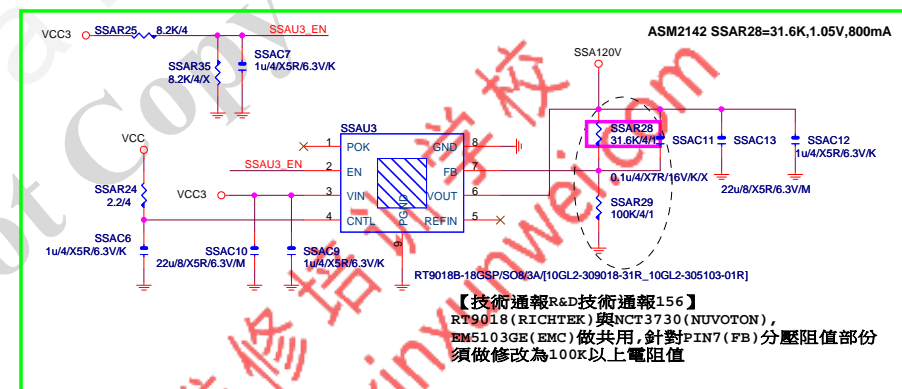 ASM2142 SSAR28=31.6K,1.05V,800mA
VCC3
SSAR25
8.2K/4
SSAU3_EN
SSAR35
8.2K/4/X
SSAC7
1u/4/X5R/6.3V/K
SSA120V
VCC
SSAR24
2.2/4
SSAU3_EN
VCC3
SSAU3
1
POK
2
EN
3
VIN
4
CNTL
GND
8
FB
7
VOUT
6
REFIN
5
PGND
9
SSAR28
31.6K/4/1
SSAC11
0.1u/4/X7R/16V/K/X
SSAC13
22u/8/X5R/6.3V/M
SSAC12
1u/4/X5R/6.3V/K
SSAR29
100K/4/1
SSAC6
1u/4/X5R/6.3V/K
SSAC10
22u/8/X5R/6.3V/M
SSAC9
1u/4/X5R/6.3V/K
RT9018B-18GSP/SO8/3A/[10GL2-309018-31R_10GL2-305103-01R]
【技術通報R&D技術通報156】
RT9018(RICHTEK)與NCT3730(NUVOTON),
EM5103GE(EMC)做共用,針對PIN7(FB)分壓阻值部份
須做修改為100K以上電阻值